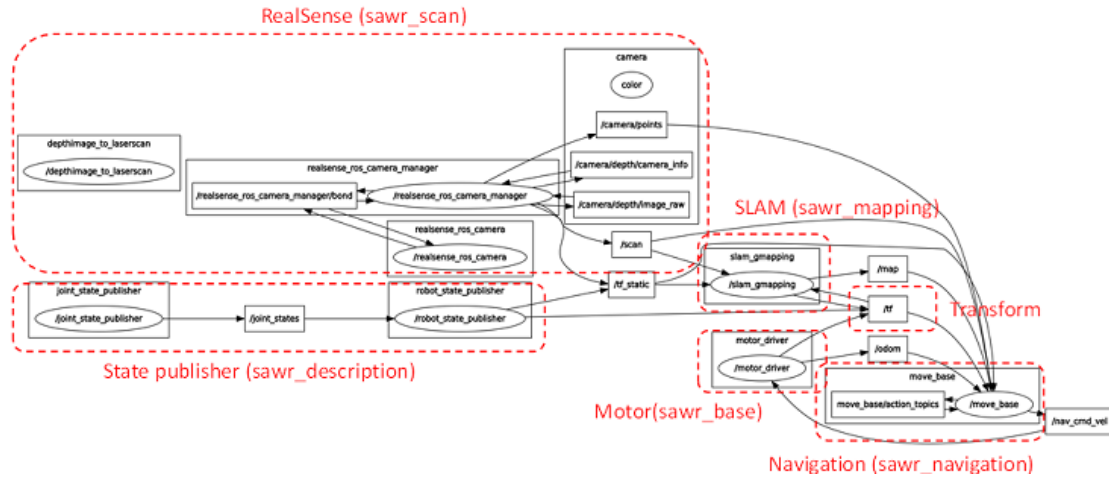 RealSense (sawr_scan)
camera
color
/camera/points
depthimage_to_laserscan
/depthimage_to_laserscan
realsense_ros_camera_manager
/realsense_ros_camera_manager/bond
/realsense_ros_camera_manager
/camera/depth/camera_info
/camera/depth/image_raw
realsense_ros_camera
/realsense_ros_camera
/scan
SLAM (sawr_mapping)
slam_gmapping
/slam_gmapping
/map
/tf_static
/tf
Transform
joint_state_publisher
/joint_state_publisher
/joint_states
robot_state_publisher
/robot_state_publisher
State publisher (sawr_description)
motor_driver
/motor_driver
/odom
Motor(sawr_base)
move_base
move_base/action_topics
/move_base
/nav_cmd_vel
Navigation (sawr_navigation)